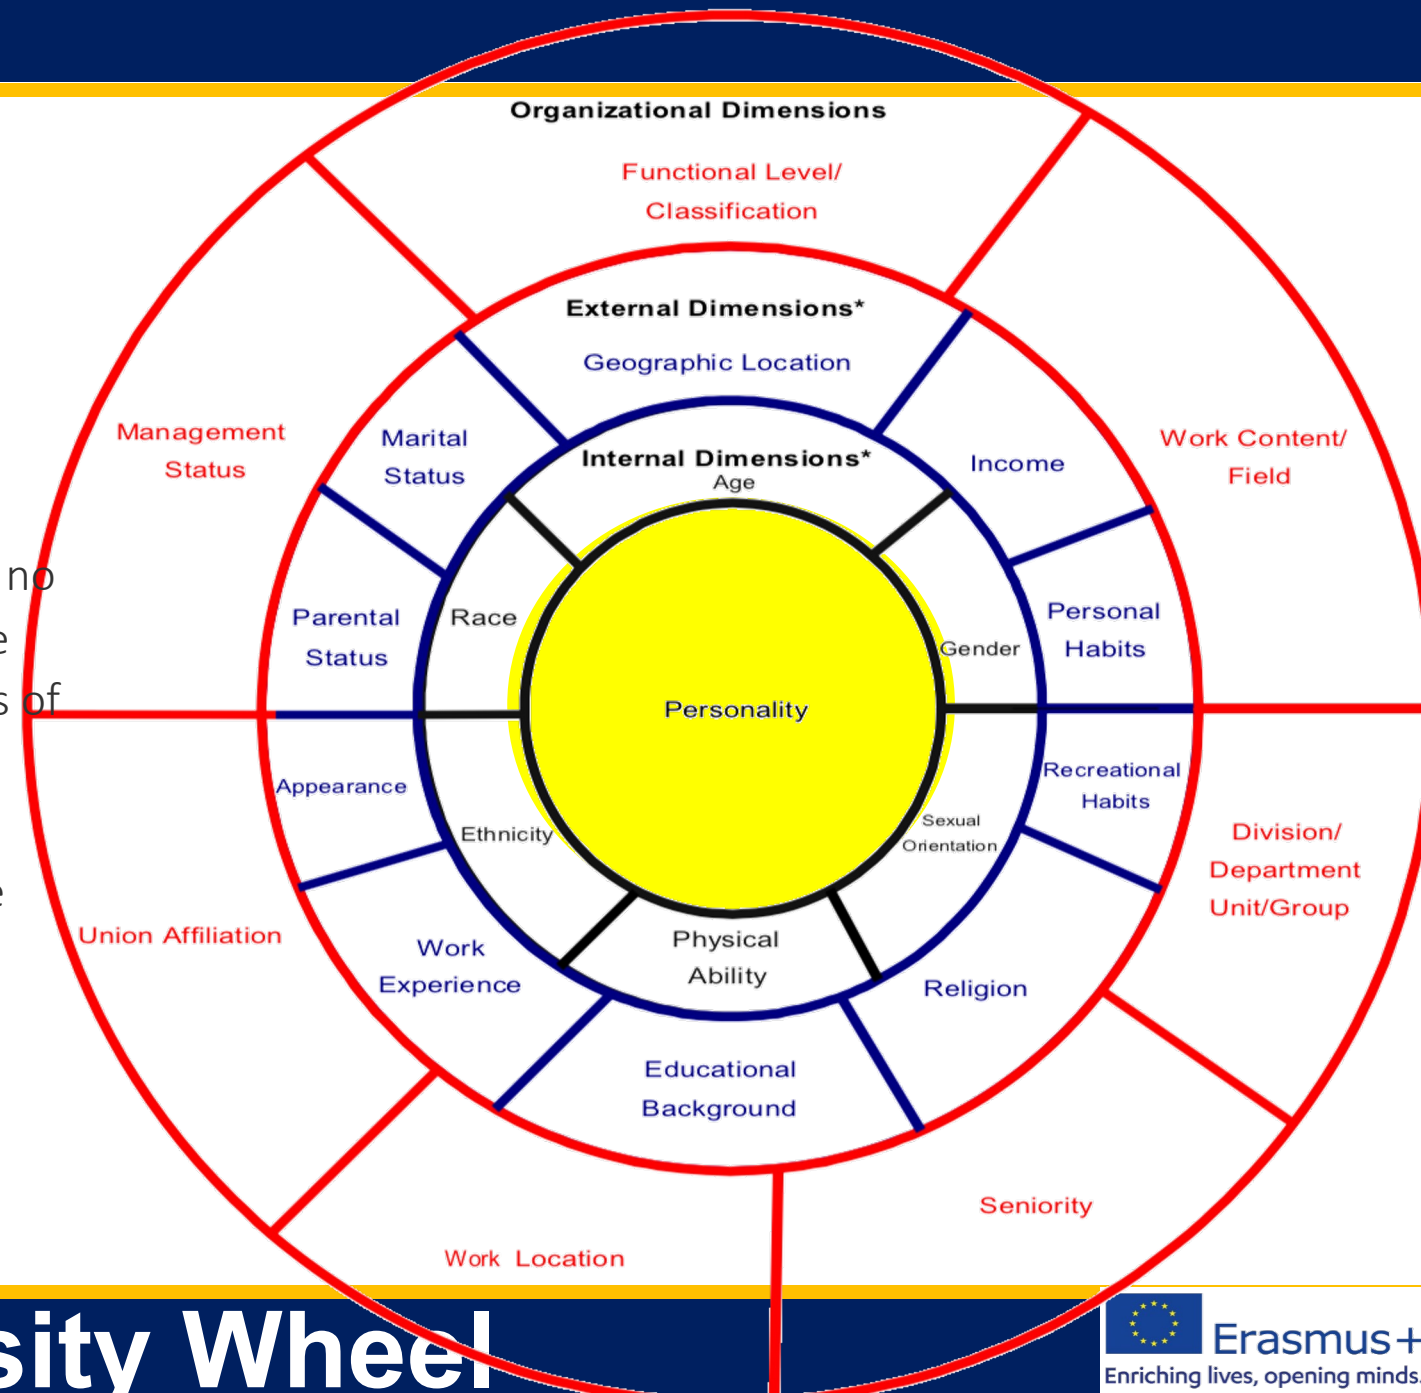 Organizational Dimensions
Functional Level/
Classification
External Dimensions*
Geographic Location
Internal Dimensions*
Age
Management
Status
Marital
Status
Income
Work Content/
Field
no
e
s of
e
Parental
Status
Race
Gender
Personal
Habits
Personality
Appearance
Ethnicity
Sexual
Orientation
Recreational
Habits
Division/
Department
Unit/Group
Union Affiliation
Work
Experience
Physical
Ability
Religion
Educational
Background
Seniority
Work Location
sity Wheel
Erasmus+
Enriching lives, opening minds.